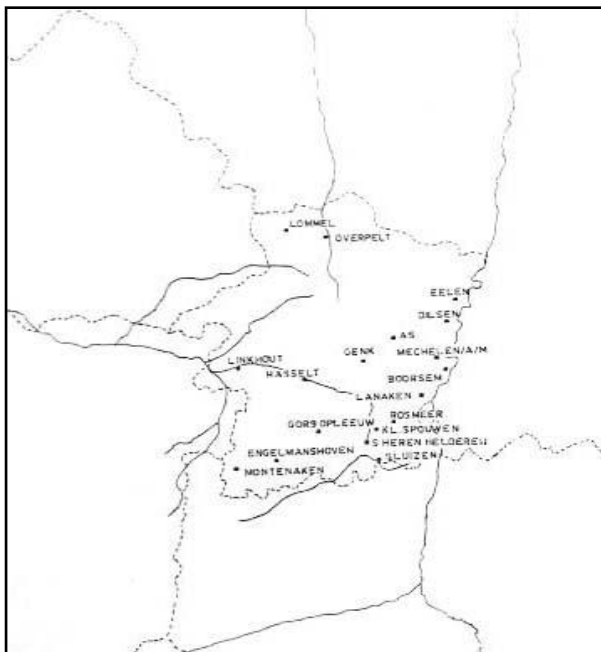 LOMMEL
OVERPELT
EELEN
DILSEN
AS
GENK
MECHELEN/A/M
LINKHOUT
HASSELT
BOORSEM
LANAKEN
ROSMEER
GORS OPLEEUW
KL. SPOUWEN
S HEREN HELDEREN
ENGELMANSHOVEN
SLUIZEN
MONTENAKEN